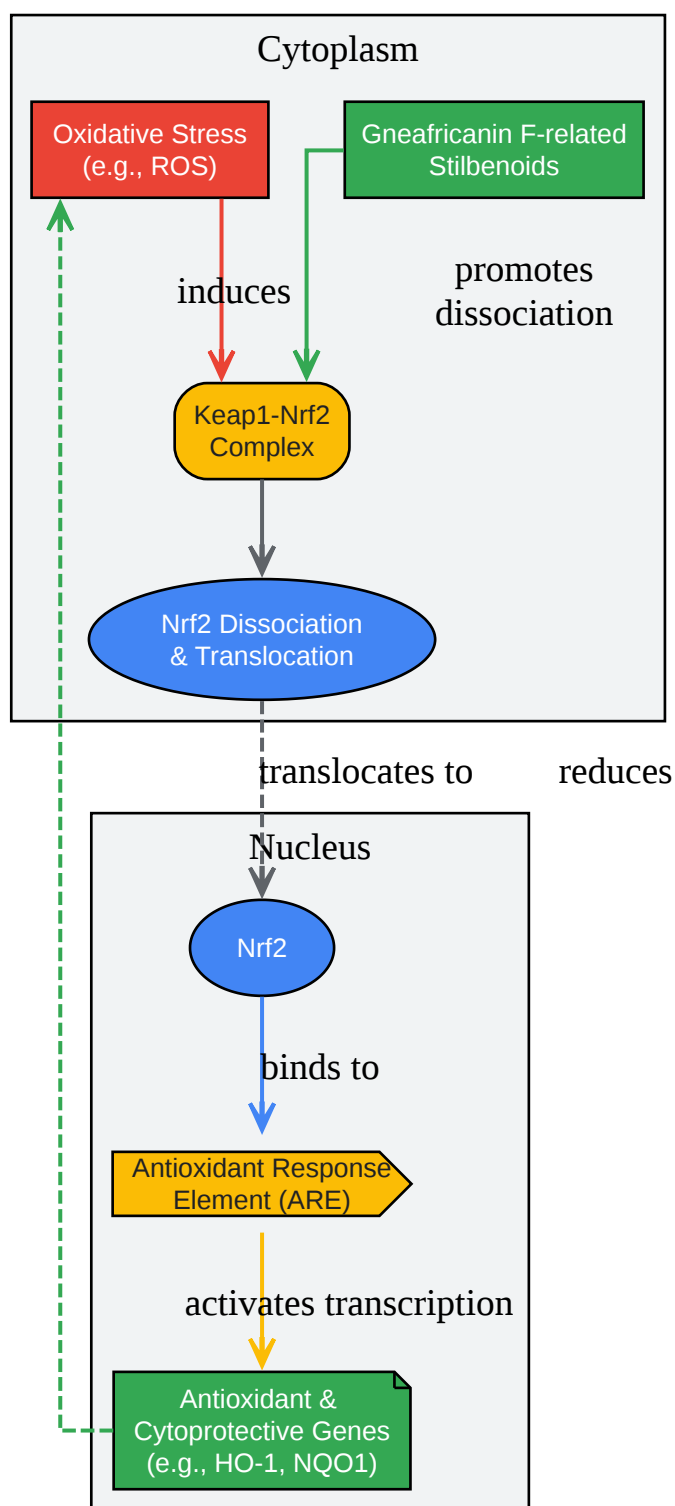 Cytoplasm
Oxidative Stress
(e.g., ROS)
Gneafricanin F-related
Stilbenoids
induces
promotes
dissociation
Keap1-Nrf2
Complex
Nrf2 Dissociation
& Translocation
translocates to
reduces
Nucleus
Nrf2
binds to
Antioxidant Response
Element (ARE)
activates transcription
Antioxidant &
Cytoprotective Genes
(e.g., HO-1, NQO1)